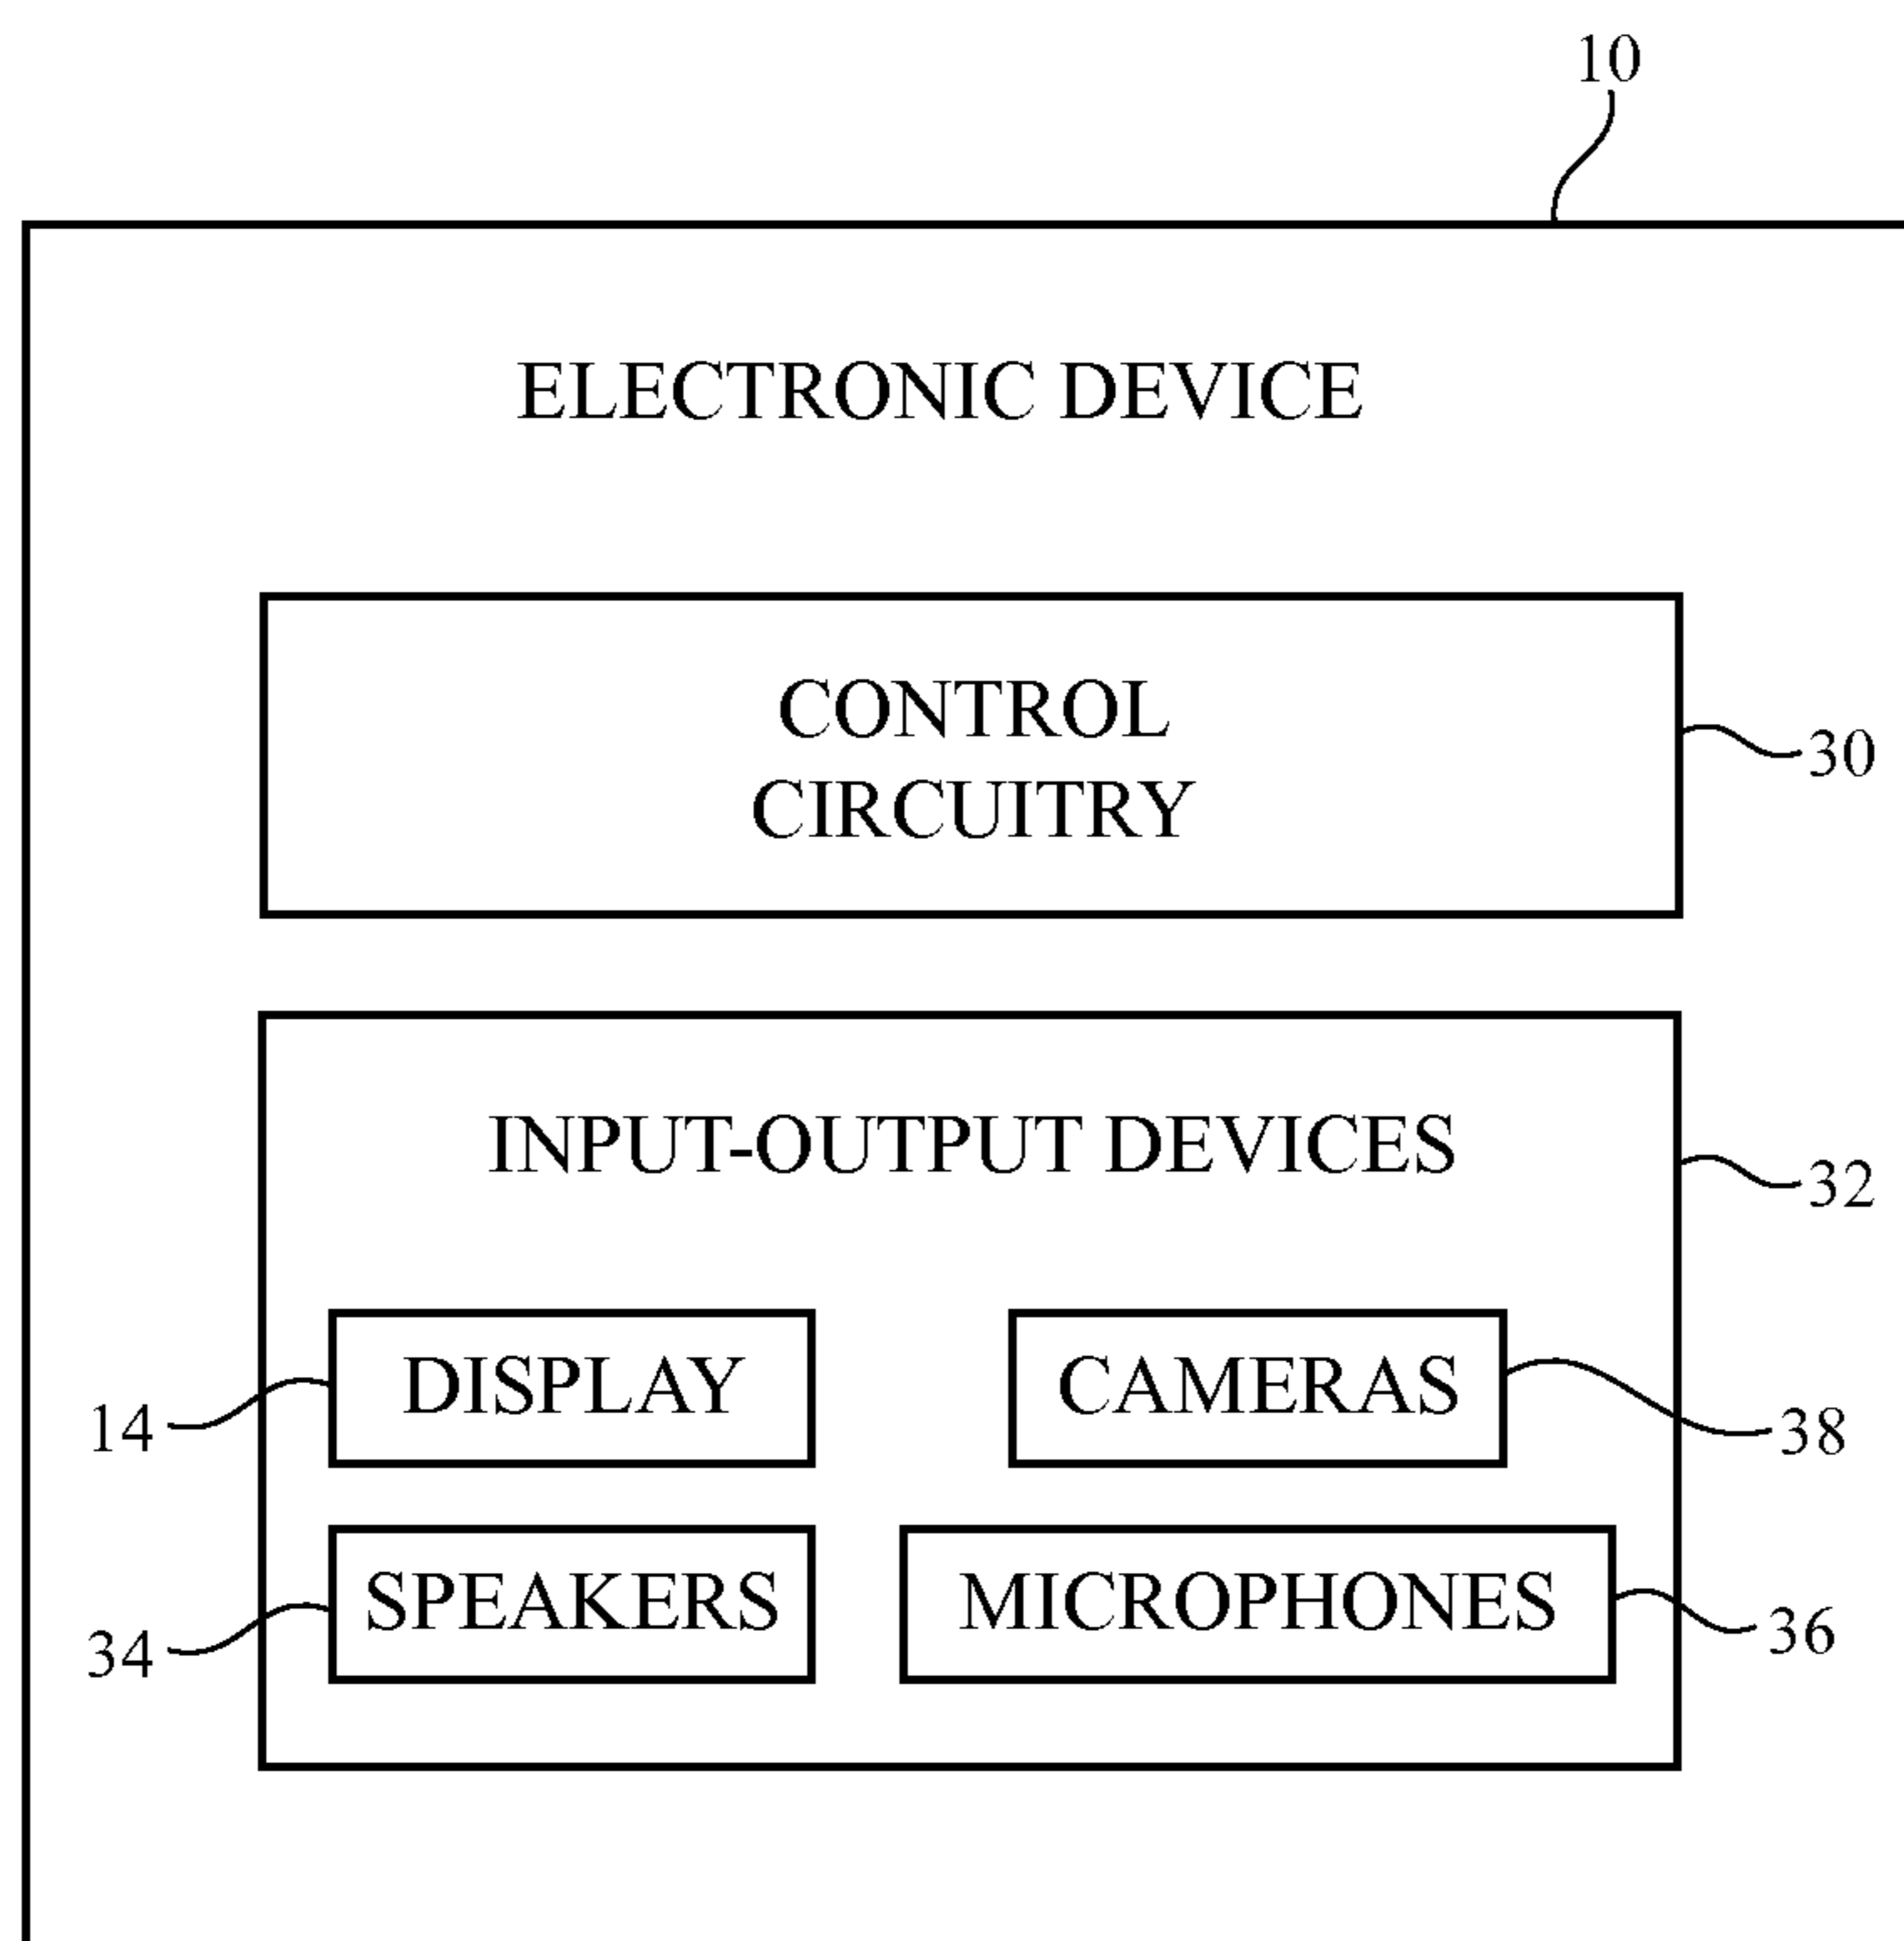 10
ELECTRONIC DEVICE
CONTROL
CIRCUITRY
30
INPUT-OUTPUT DEVICES
32
DISPLAY
CAMERAS
14
38
SPEAKERS
MICROPHONES
34
36